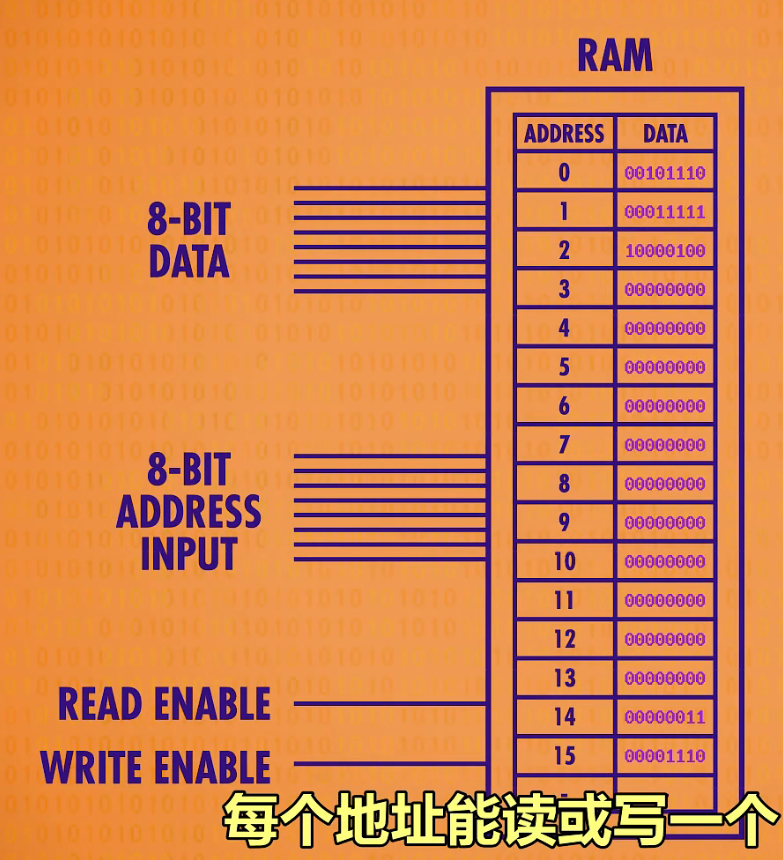 RAM
ADDRESS DATA
0 00101110
1 00011111
2 10000100
3 00000000
4 00000000
5 00000000
6 00000000
7 00000000
8 00000000
9 00000000
10 00000000
11 00000000
12 00000000
13 00000000
14 00000011
15 00001110
8-BIT
DATA
8-BIT
ADDRESS
INPUT
READ ENABLE
WRITE ENABLE
每个地址能读或写一个